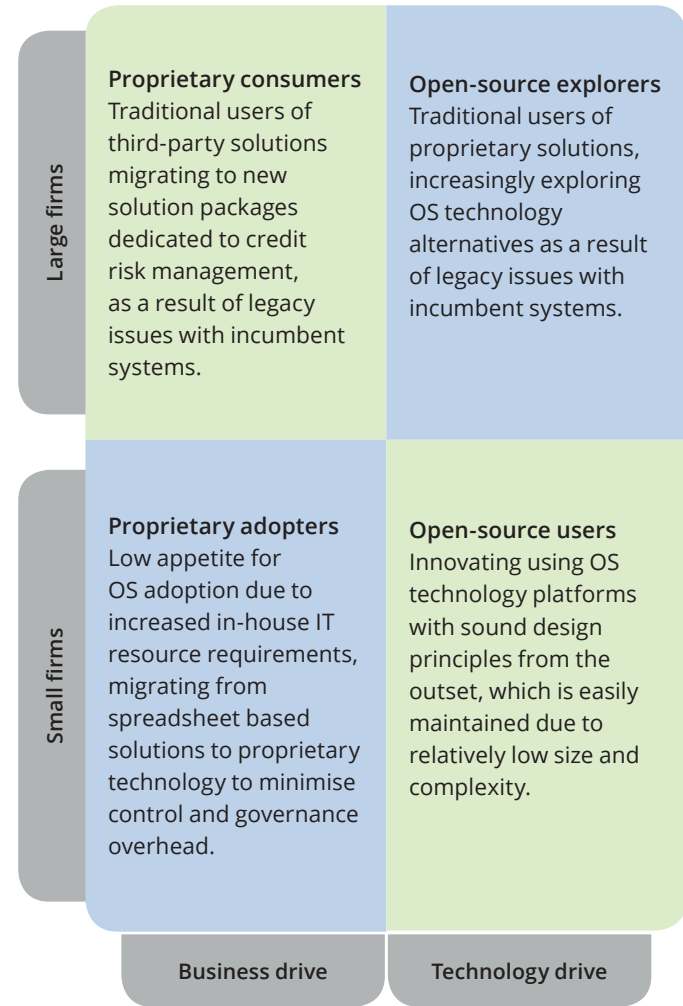 Large firms
Proprietary consumers
Traditional users of
third-party solutions
migrating to new
solution packages
dedicated to credit
risk management,
as a result of legacy
issues with incumbent
systems.
Open-source explorers
Traditional users of
proprietary solutions,
increasingly exploring
OS technology
alternatives as a result
of legacy issues with
incumbent systems.
Small firms
Proprietary adopters
Low appetite for
OS adoption due to
increased in-house IT
resource requirements,
migrating from
spreadsheet based
solutions to proprietary
technology to minimise
control and governance
overhead.
Open-source users
Innovating using OS
technology platforms
with sound design
principles from the
outset, which is easily
maintained due to
relatively low size and
complexity.
Business drive
Technology drive